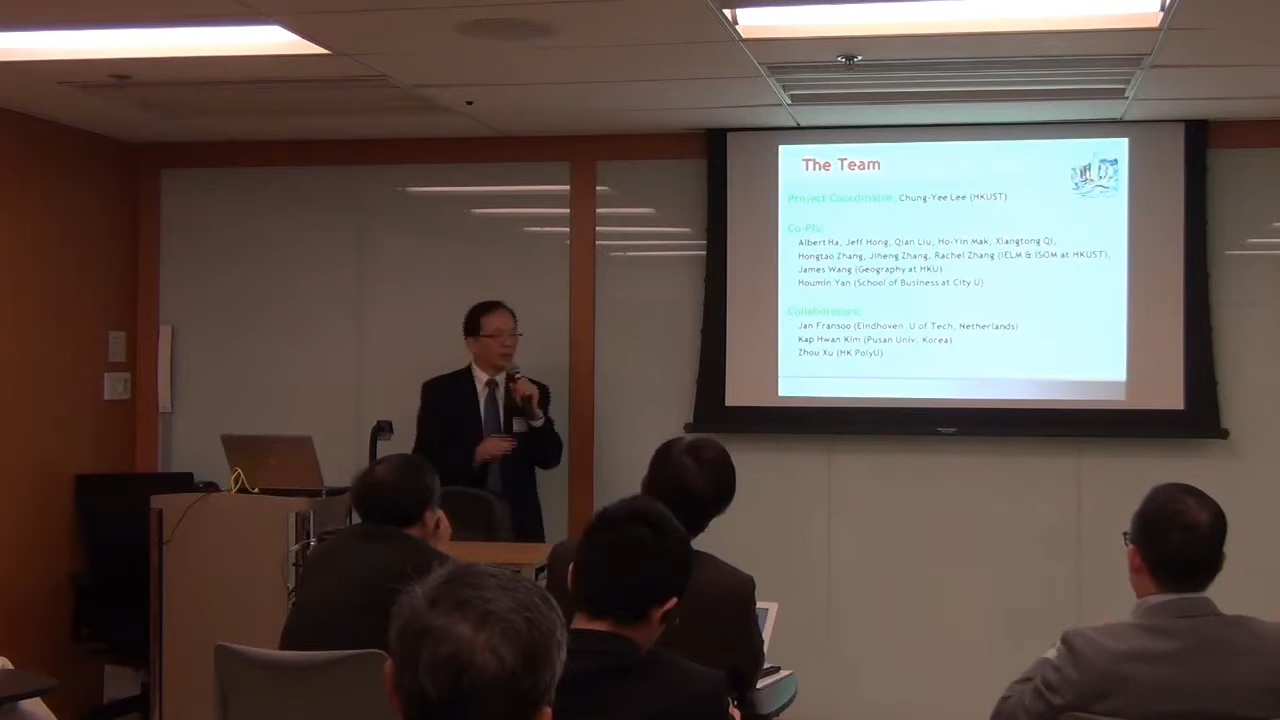 The Team
Project Coordinator: Chung-Yee Lee (HKUST)
Co-PIs:
Albert Ha, Jeff Hong, Qian Liu, Ho-Yin Mak, Xiangtong Qi,
Hongtao Zhang, Jiheng Zhang, Rachel Zhang (IELM & ISOM at HKUST),
James Wang (Geography at HKU)
Houmin Yan (School of Business at City U)
Collaborators:
Jan Fransoo (Eindhoven U of Tech, Netherlands)
Kap Hwan Kim (Pusan Univ. Korea)
Zhou Xu (HK PolyU)